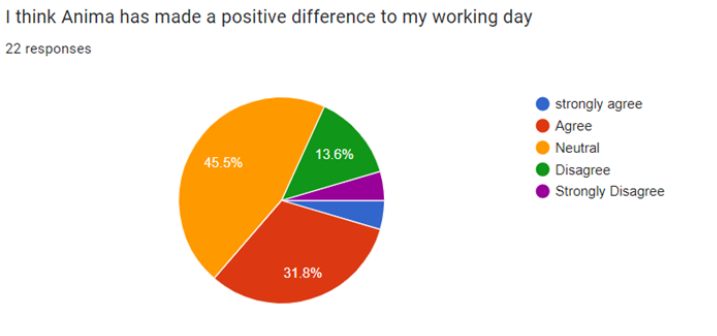 I think Anima has made a positive difference to my working day
22 responses
strongly agree
Agree
Neutral
Disagree
Strongly Disagree
45.5%
13.6%
31.8%